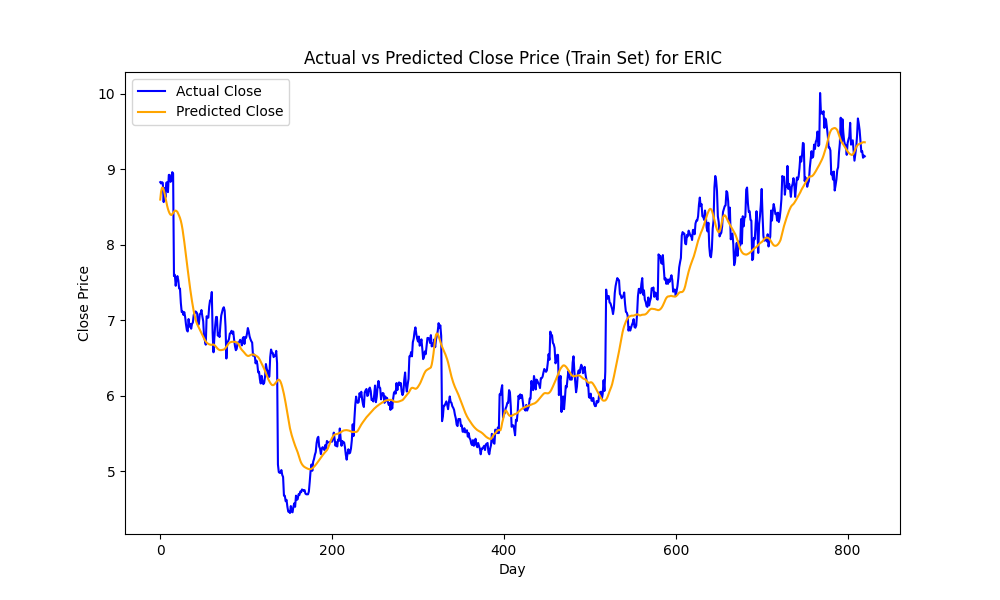 Actual vs Predicted Close Price (Train Set) for ERIC
Actual Close
Predicted Close
Close Price
10
9
8
7
6
5
0 200 400 600 800
Day